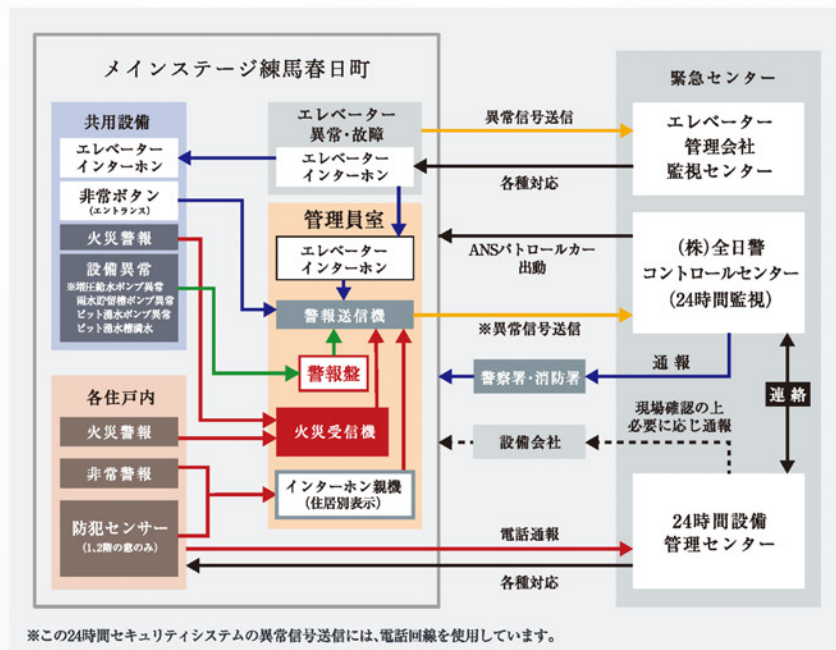 メインステージ練馬春日町
共用設備
エレベーター
インターホン
非常ボタン
(エントランス)
火災警報
設備異常
※増圧給水ポンプ異常
雨水貯留槽ポンプ異常
ピット湧水ポンプ異常
ピット湧水槽満水
各住戸内
火災警報
非常警報
防犯センサー
(1、2階の窓のみ)
エレベーター
異常・故障
エレベーター
インターホン
管理員室
エレベーター
インターホン
警報送信機
警報盤
火災受信機
インターホン親機
(住居別表示)
異常信号送信
各種対応
ANSパトロールカー
出動
※異常信号送信
警察署・消防署
通報
設備会社
現場確認の上
必要に応じ通報
連絡
電話通報
各種対応
緊急センター
エレベーター
管理会社
監視センター
(株)全日警
コントロールセンター
(24時間監視)
24時間設備
管理センター
※この24時間セキュリティシステムの異常信号送信には、電話回線を使用しています。